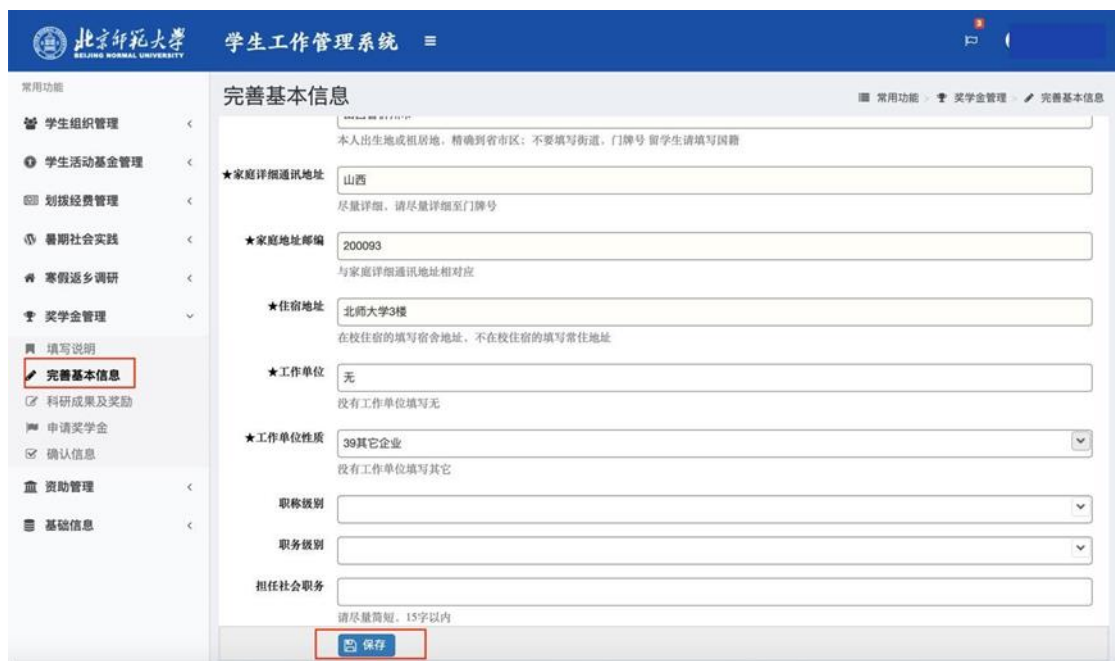 北京师范大学
BEIJING NORMAL UNIVERSITY
学生工作管理系统
3
常用功能
学生组织管理
学生活动基金管理
划拨经费管理
暑期社会实践
寒假返乡调研
奖学金管理
填写说明
完善基本信息
科研成果及奖励
申请奖学金
确认信息
资助管理
基础信息
完善基本信息
常用功能 > 奖学金管理 > 完善基本信息
本人出生地或祖居地，精确到省市区；不要填写街道，门牌号 留学生请填写国籍
★家庭详细通讯地址 山西
尽量详细，请尽量详细至门牌号
★家庭地址邮编 200093
与家庭详细通讯地址相对应
★住宿地址 北师大学3楼
在校住宿的填写宿舍地址，不在校住宿的填写常住地址
★工作单位 无
没有工作单位填写无
★工作单位性质 39其它企业
没有工作单位填写其它
职称级别
职务级别
担任社会职务
请尽量简短，15字以内
保存